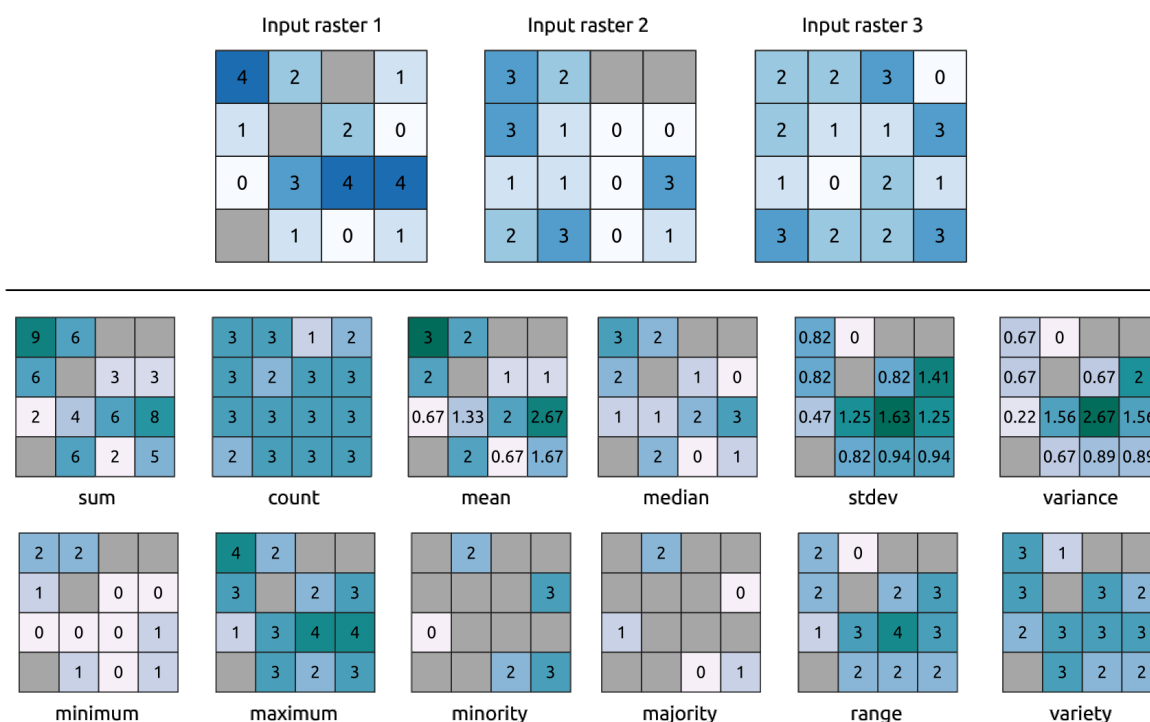 Input raster 1 Input raster 2 Input raster 3
4 2 1 3 2 2 2 3 0
1 2 0 3 1 0 0 2 1 1 3
0 3 4 4 1 1 0 3 1 0 2 1
1 0 1 2 3 0 1 3 2 2 3
9 6 3 3 1 2 3 2 3 2 0.82 0 0.67 0
6 3 3 3 2 3 3 2 1 1 2 1 0 0.82 0.82 1.41 0.67 0.67 2
2 4 6 8 3 3 3 3 0.67 1.33 2 2.67 1 1 2 3 0.47 1.25 1.63 1.25 0.22 1.56 2.67 1.56
6 2 5 2 3 3 3 2 0.67 1.67 2 0 1 0.82 0.94 0.94 0.67 0.89 0.89
sum count mean median stdev variance
2 2 4 2 2 2 2 0 3 1
1 0 0 3 2 3 3 0 2 2 3 3 3 2
0 0 0 1 1 3 4 4 0 1 1 3 4 3 2 3 3 3
1 0 1 3 2 3 2 3 0 1 2 2 2 3 2 2
minimum maximum minority majority range variety